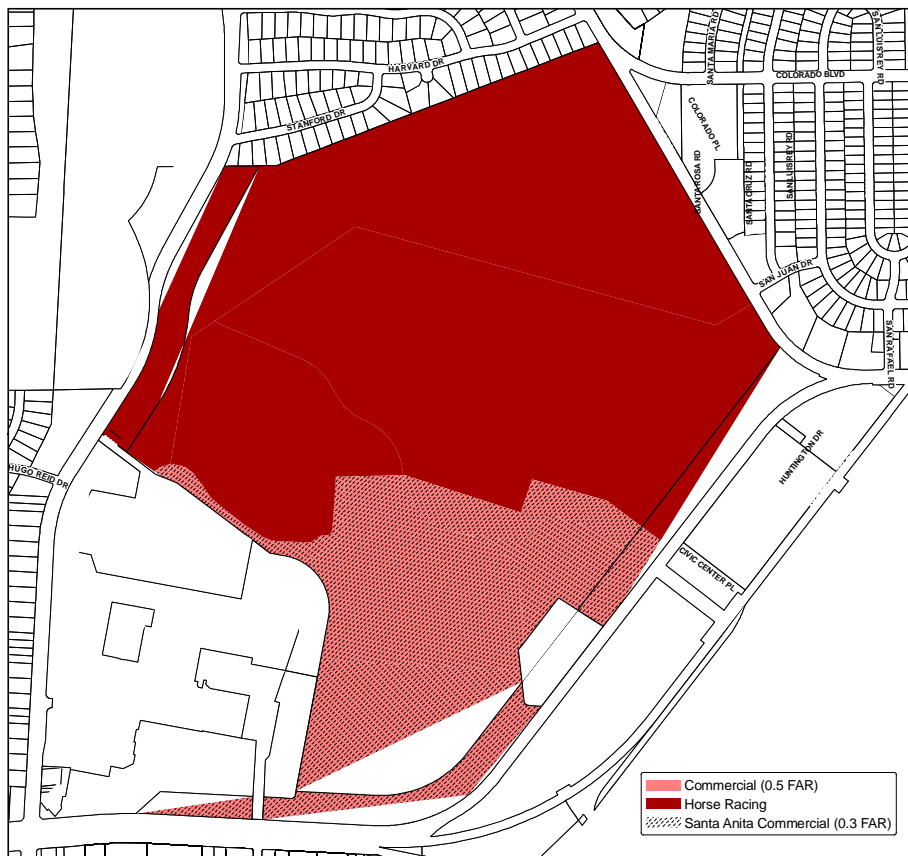 SANTA MARIA RD
SAN LUIS REY RD
HARVARD DR
COLORADO BLVD
STANFORD DR
COLORADO PL
SANTA ROSA RD
SANTA CRUZ RD
SAN LUIS REY RD
SAN JUAN DR
SAN RAFAEL RD
HUGO REID DR
HUNTINGTON DR
CIVIC CENTER PL
Commercial (0.5 FAR)
Horse Racing
Santa Anita Commercial (0.3 FAR)